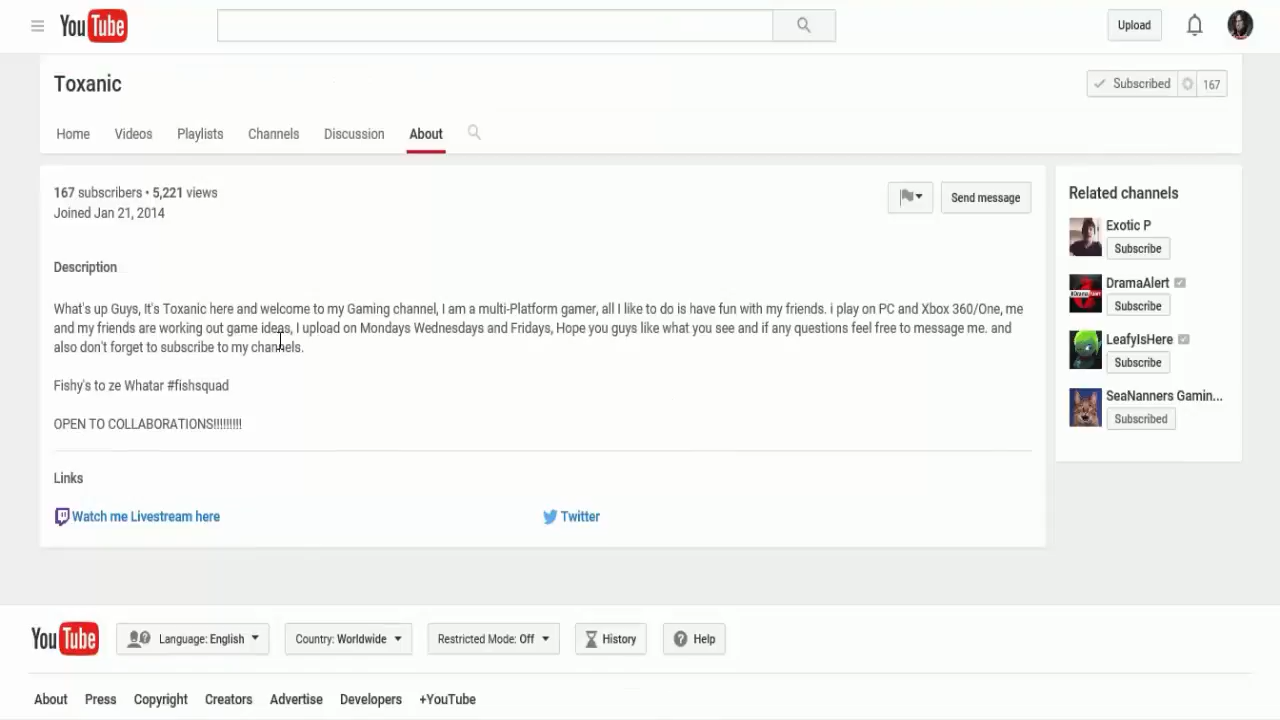 YouTube
Upload
Toxanic
Subscribed 167
Home Videos Playlists Channels Discussion About
167 subscribers • 5,221 views
Joined Jan 21, 2014
Send message
Description
What's up Guys, It's Toxanic here and welcome to my Gaming channel, I am a multi-Platform gamer, all I like to do is have fun with my friends. i play on PC and Xbox 360/One, me
and my friends are working out game ideas, I upload on Mondays Wednesdays and Fridays, Hope you guys like what you see and if any questions feel free to message me. and
also don't forget to subscribe to my channels.
Fishy's to ze Whatar #fishsquad
OPEN TO COLLABORATIONS!!!!!!!!!
Links
Watch me Livestream here
Twitter
Related channels
Exotic P
Subscribe
DramaAlert
Subscribe
LeafyIsHere
Subscribe
SeaNanners Gamin...
Subscribed
YouTube Language: English Country: Worldwide Restricted Mode: Off History Help
About Press Copyright Creators Advertise Developers +YouTube